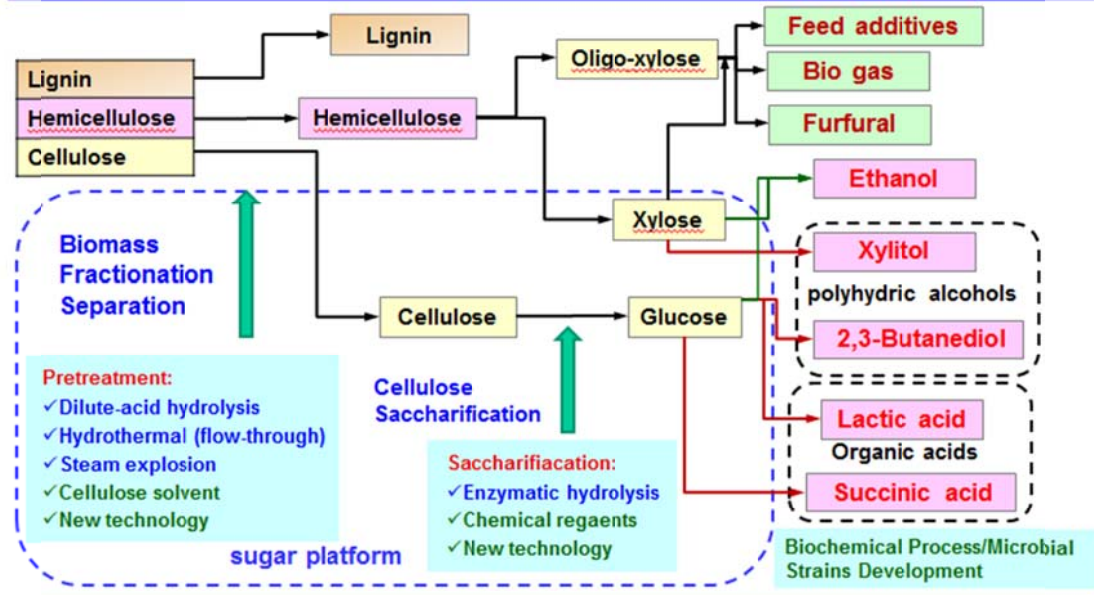 Lignin
Feed additives
Oligo-xylose
Bio gas
Lignin
Hemicellulose
Cellulose
Hemicellulose
Furfural
Ethanol
Xylose
Biomass
Fractionation
Separation
Xylitol
polyhydric alcohols
2,3-Butanediol
Cellulose
Glucose
Pretreatment:
✓Dilute-acid hydrolysis
✓Hydrothermal (flow-through)
✓Steam explosion
✓Cellulose solvent
✓New technology
Cellulose
Saccharification
Saccharifiacation:
✓Enzymatic hydrolysis
✓Chemical regaents
✓New technology
Lactic acid
Organic acids
Succinic acid
sugar platform
Biochemical Process/Microbial
Strains Development